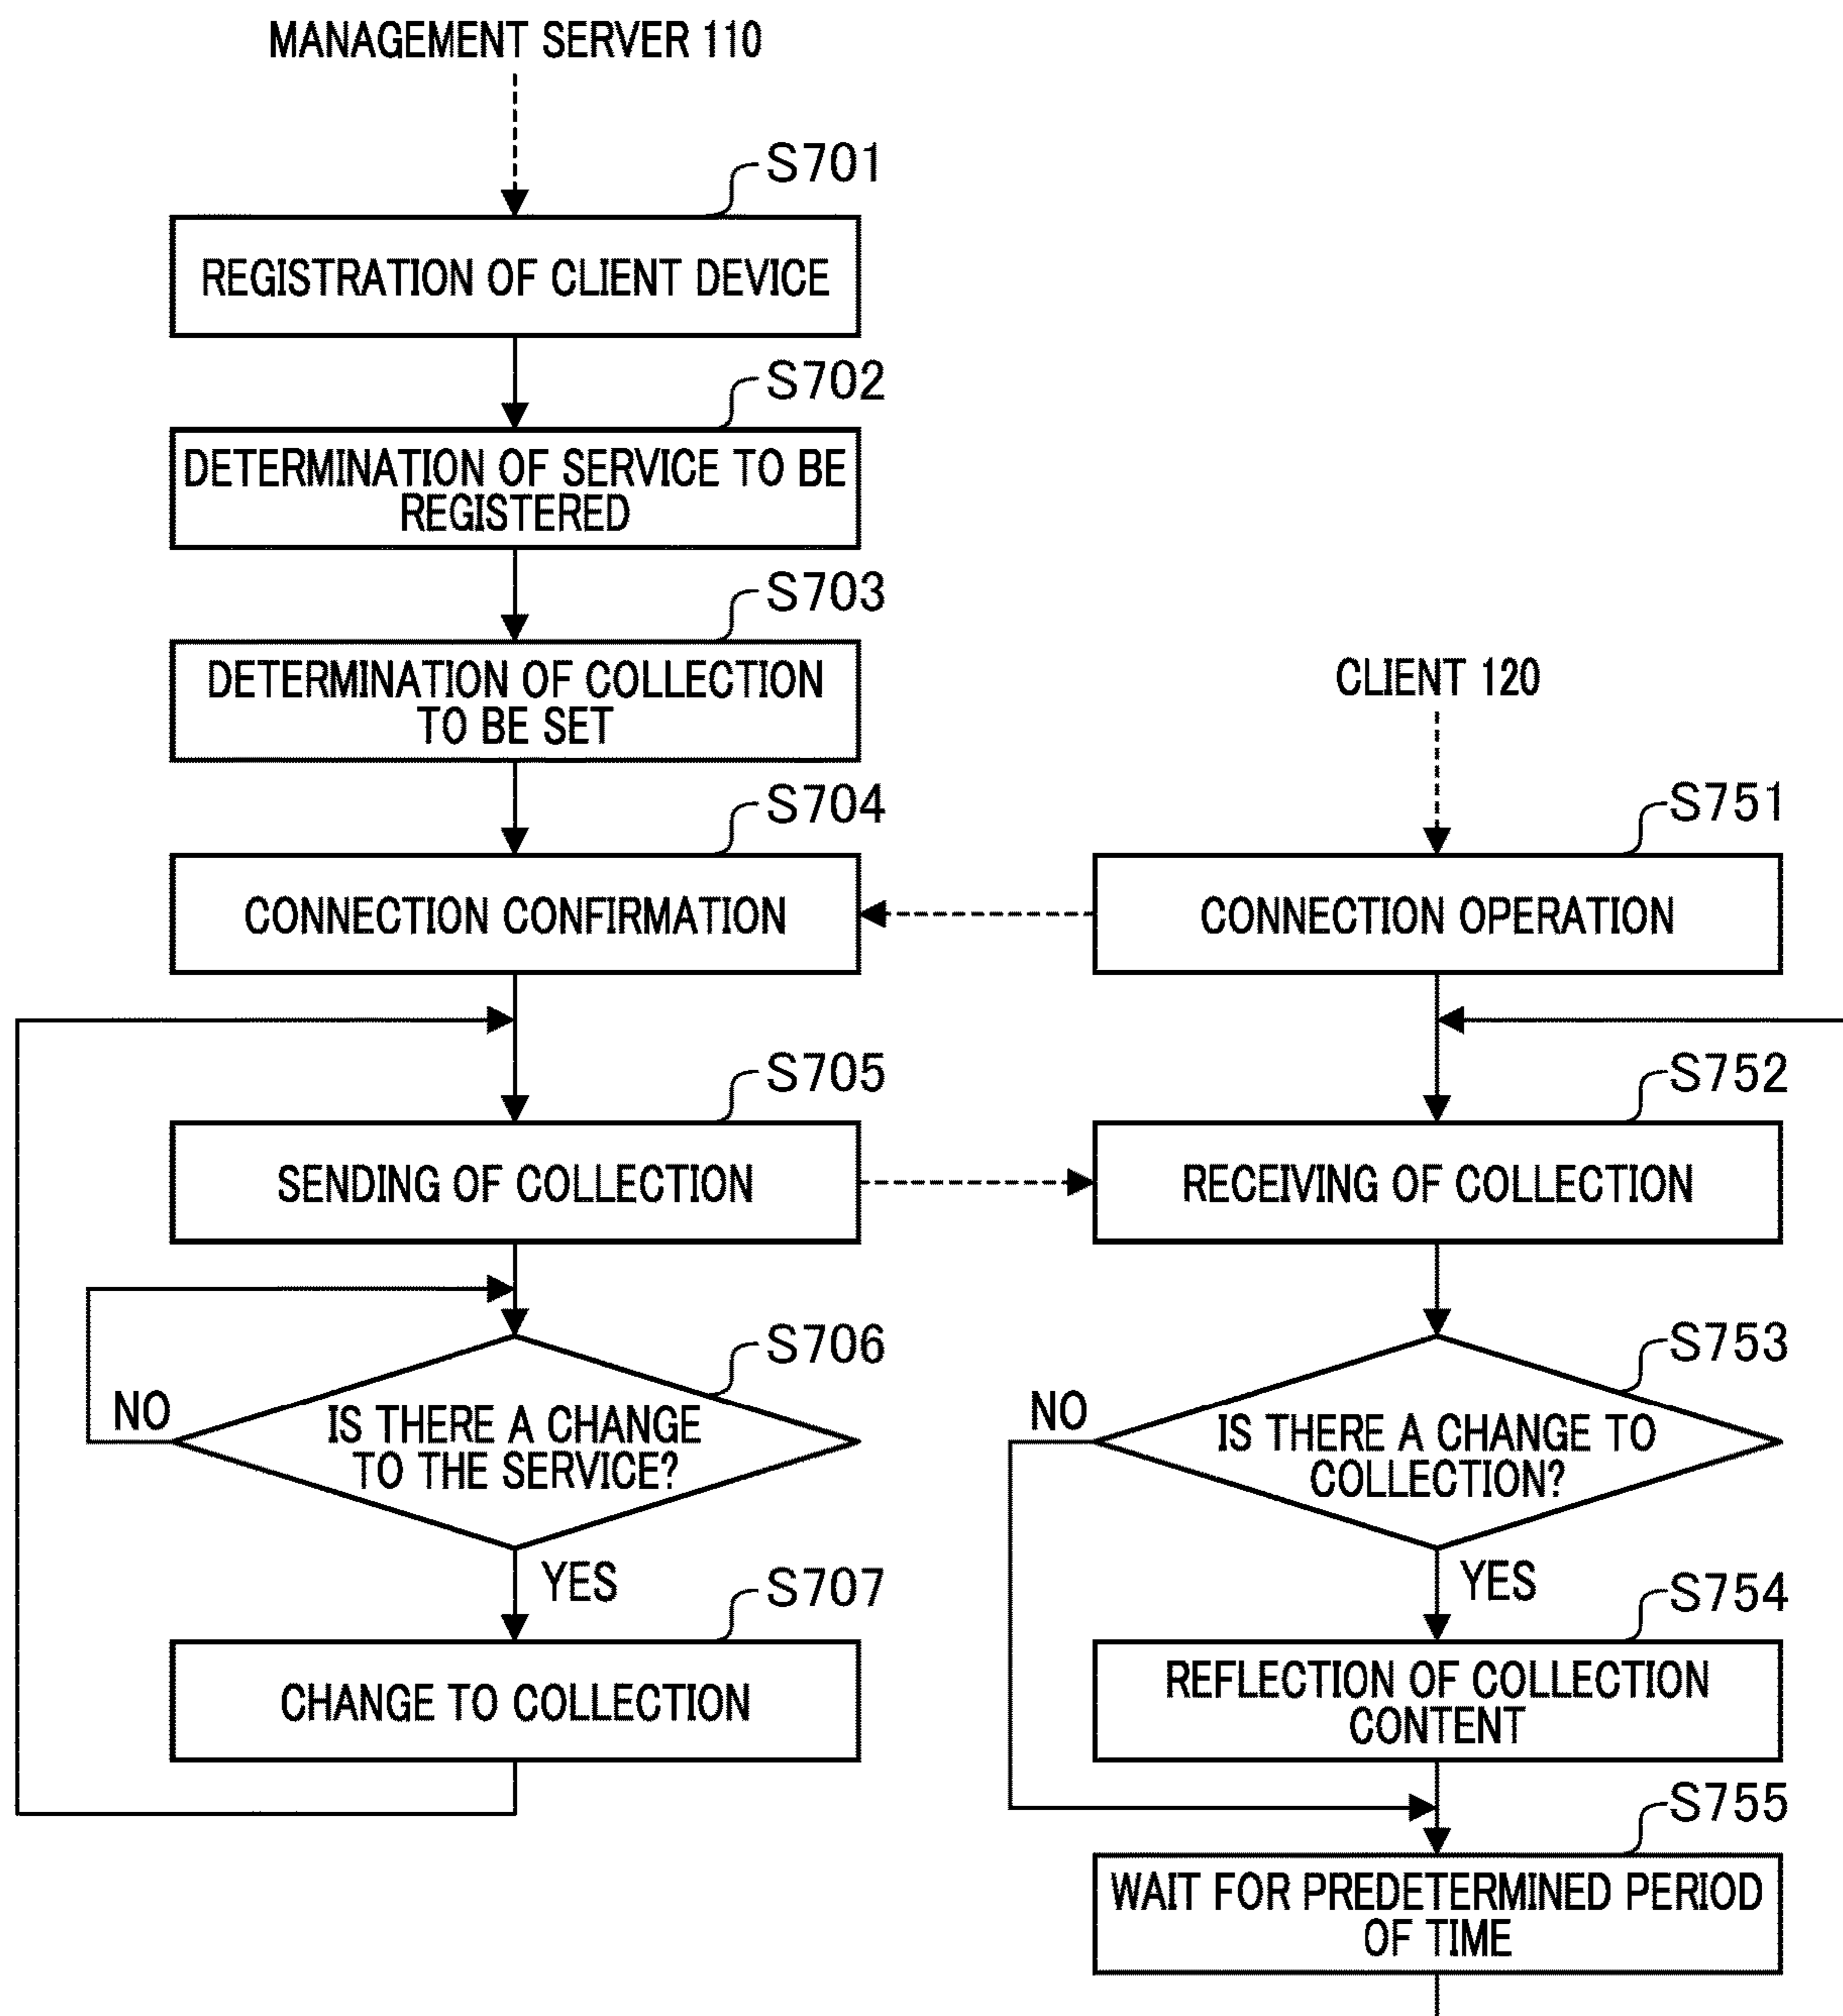 MANAGEMENT SERVER 110
S701
REGISTRATION OF CLIENT DEVICE
S702
DETERMINATION OF SERVICE TO BE
REGISTERED
S703
DETERMINATION OF COLLECTION
TO BE SET
S704
CONNECTION CONFIRMATION
S705
SENDING OF COLLECTION
S706
NO
IS THERE A CHANGE
TO THE SERVICE?
YES
S707
CHANGE TO COLLECTION
CLIENT 120
S751
CONNECTION OPERATION
S752
RECEIVING OF COLLECTION
S753
NO
IS THERE A CHANGE TO
COLLECTION?
YES
S754
REFLECTION OF COLLECTION
CONTENT
S755
WAIT FOR PREDETERMINED PERIOD
OF TIME